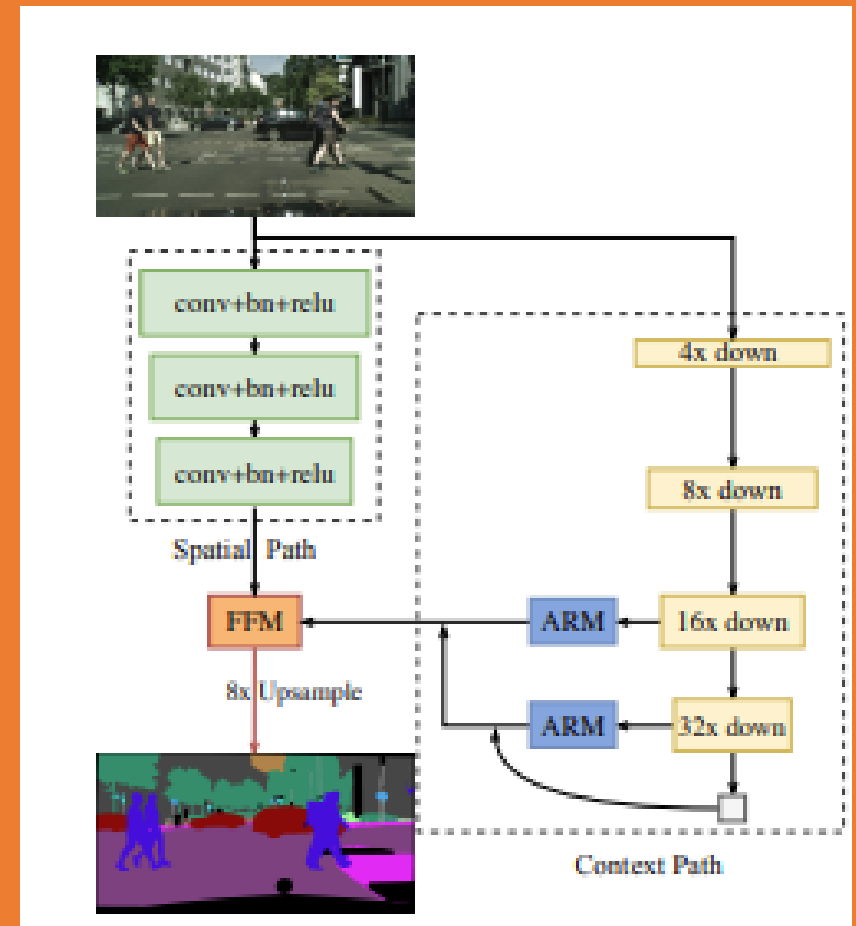 conv+bn+relu
conv+bn+relu
conv+bn+relu
Spatial Path
4x down
8x down
FFM
ARM
16x down
8x Upsample
ARM
32x down
Context Path